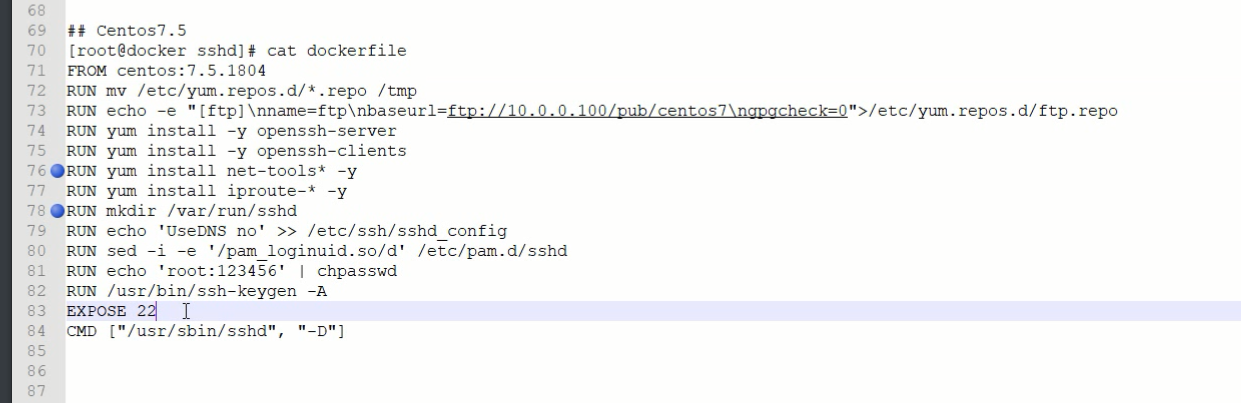 68
69 ## Centos7.5
70 [root@docker sshd]# cat dockerfile
71 FROM centos:7.5.1804
72 RUN mv /etc/yum.repos.d/*.repo /tmp
73 RUN echo -e "[ftp]\nname=ftp\nbaseurl=ftp://10.0.0.100/pub/centos7\ngpgcheck=0">/etc/yum.repos.d/ftp.repo
74 RUN yum install -y openssh-server
75 RUN yum install -y openssh-clients
76 RUN yum install net-tools* -y
77 RUN yum install iproute-* -y
78 RUN mkdir /var/run/sshd
79 RUN echo 'UseDNS no' >> /etc/ssh/sshd_config
80 RUN sed -i -e '/pam_loginuid.so/d' /etc/pam.d/sshd
81 RUN echo 'root:123456' | chpasswd
82 RUN /usr/bin/ssh-keygen -A
83 EXPOSE 22
84 CMD ["/usr/sbin/sshd", "-D"]
85
86
87